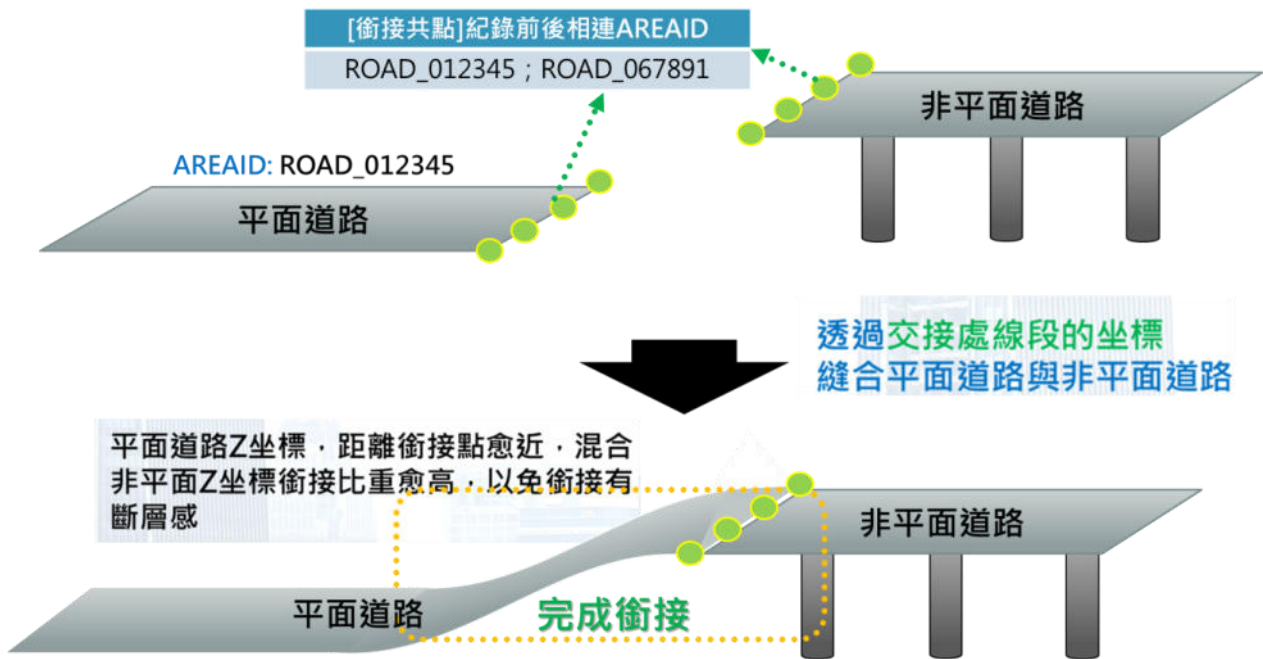 [銜接共點]紀錄前後相連AREAID
ROAD_012345；ROAD_067891
非平面道路
AREAID: ROAD_012345
平面道路
透過交接處線段的坐標
縫合平面道路與非平面道路
平面道路Z坐標，距離銜接點愈近，混合
非平面Z坐標銜接比重愈高，以免銜接有
斷層感
非平面道路
平面道路
完成銜接